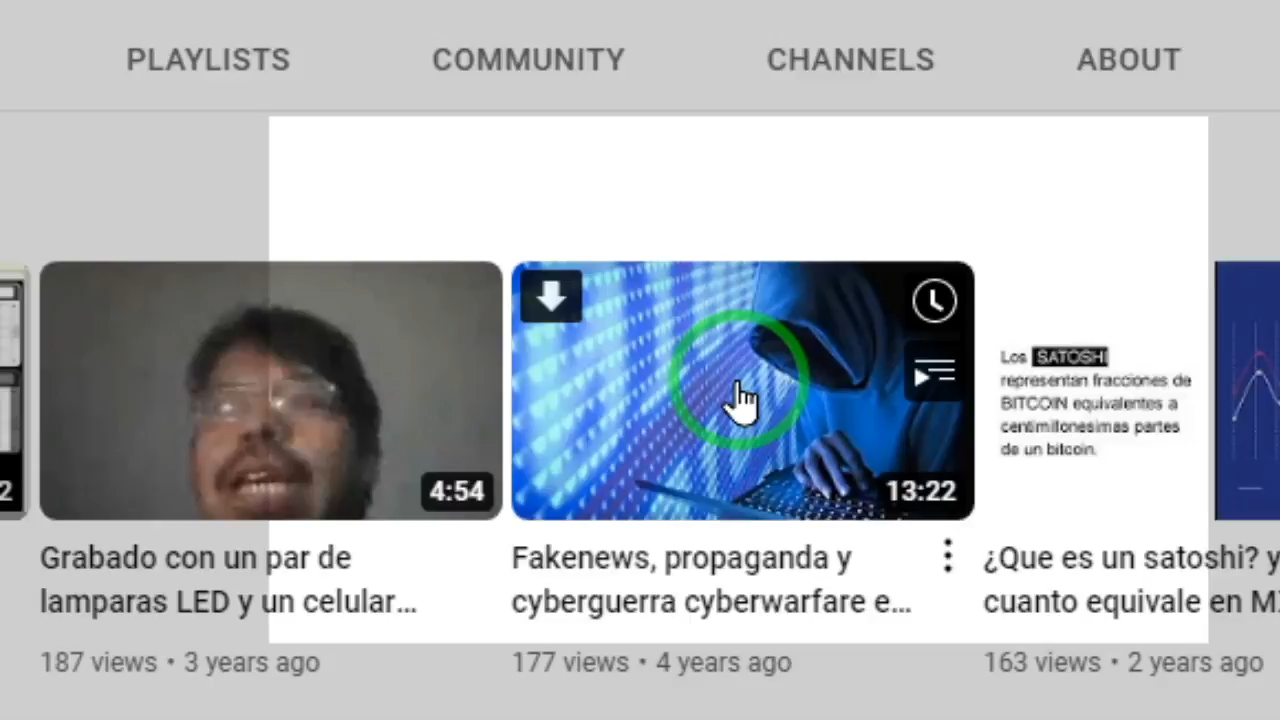 PLAYLISTS COMMUNITY CHANNELS ABOUT
2
4:54
13:22
Los SATOSHI
representan fracciones de
BITCOIN equivalentes a
centimillonesimas partes
de un bitcoin.
Grabado con un par de
lamparas LED y un celular...
187 views • 3 years ago
Fakenews, propaganda y
cyberguerra cyberwarfare e...
177 views • 4 years ago
¿Que es un satoshi? y
cuanto equivale en
163 views • 2 years ago